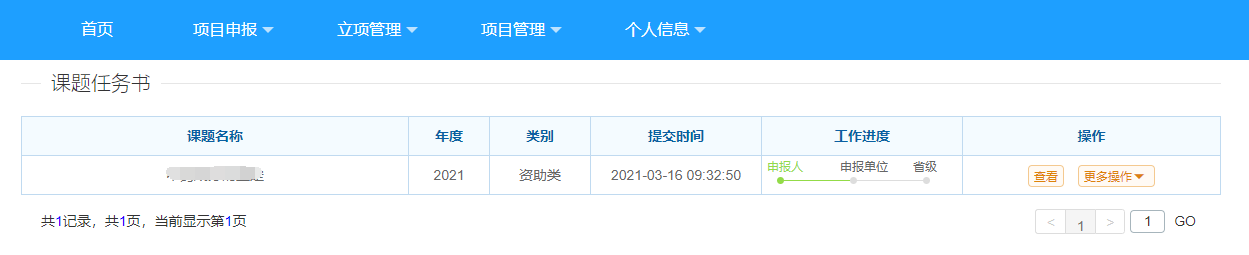 首页 项目申报 立项管理 项目管理 个人信息
课题任务书
课题名称 年度 类别 提交时间 工作进度 操作
申报人 申报单位 省级
2021 资助类 2021-03-16 09:32:50 查看 更多操作
共1记录，共1页，当前显示第1页 < 1 > 1 GO